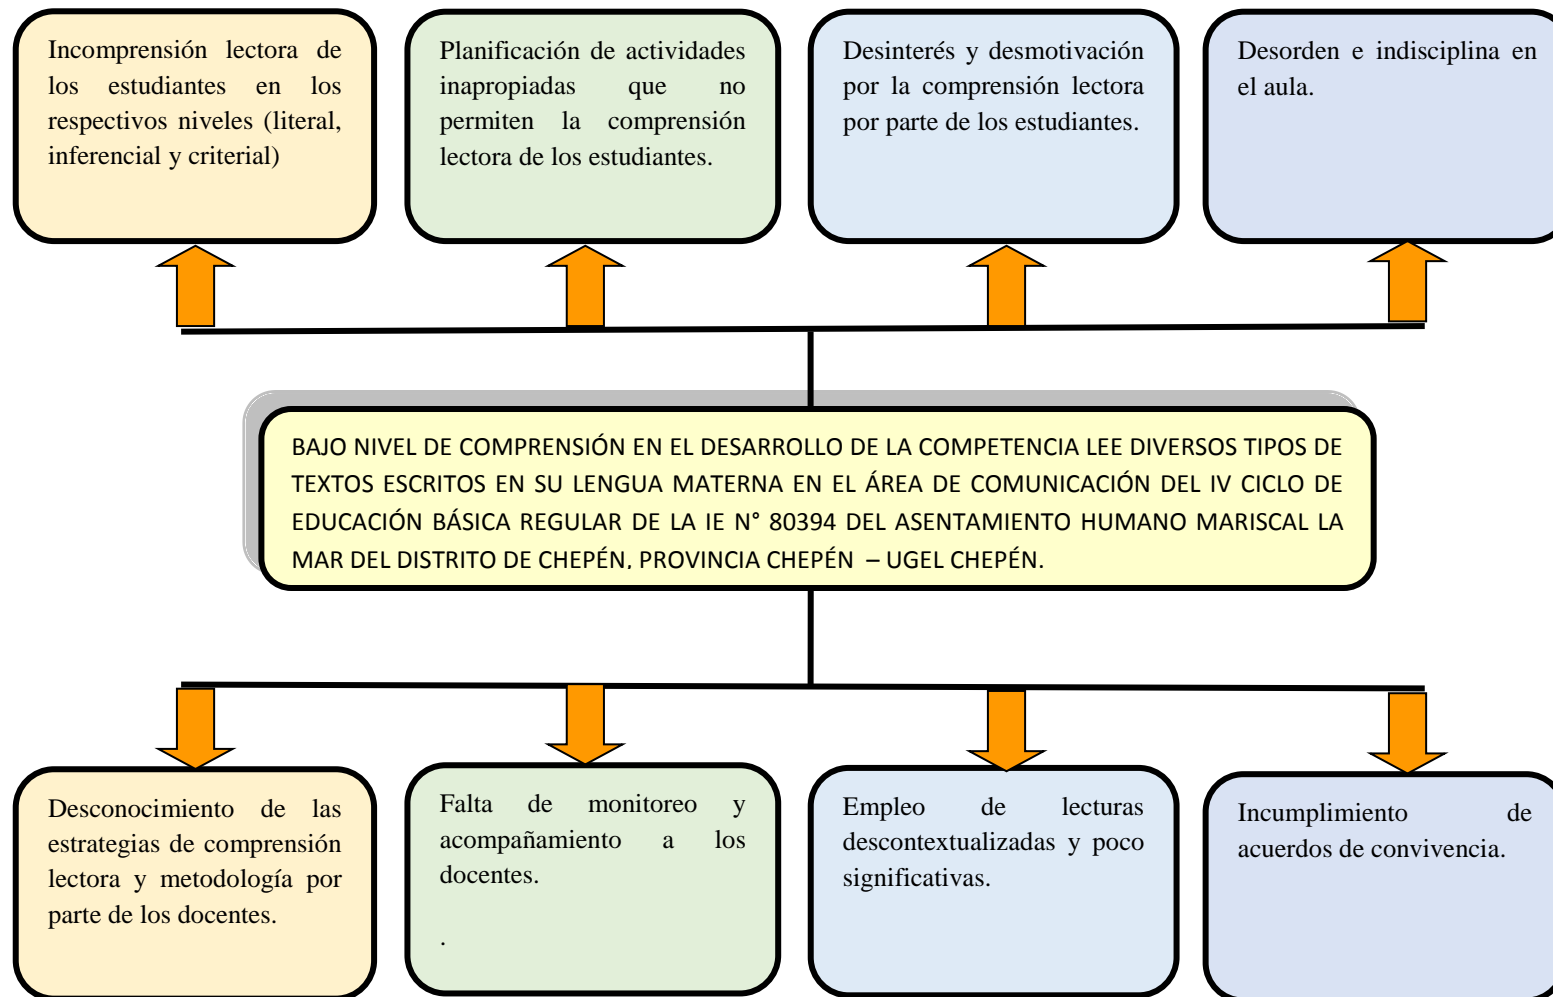 Incomprensión lectora de
los estudiantes en los
respectivos niveles (literal,
inferencial y criterial)
Planificación de actividades
inapropiadas que no
permiten la comprensión
lectora de los estudiantes.
Desinterés y desmotivación
por la comprensión lectora
por parte de los estudiantes.
Desorden e indisciplina en
el aula.
BAJO NIVEL DE COMPRENSIÓN EN EL DESARROLLO DE LA COMPETENCIA LEE DIVERSOS TIPOS DE
TEXTOS ESCRITOS EN SU LENGUA MATERNA EN EL ÁREA DE COMUNICACIÓN DEL IV CICLO DE
EDUCACIÓN BÁSICA REGULAR DE LA IE N° 80394 DEL ASENTAMIENTO HUMANO MARISCAL LA
MAR DEL DISTRITO DE CHEPÉN, PROVINCIA CHEPÉN – UGEL CHEPÉN.
Desconocimiento de las
estrategias de comprensión
lectora y metodología por
parte de los docentes.
Falta de monitoreo y
acompañamiento a los
docentes.
.
Empleo de lecturas
descontextualizadas y poco
significativas.
Incumplimiento de
acuerdos de convivencia.